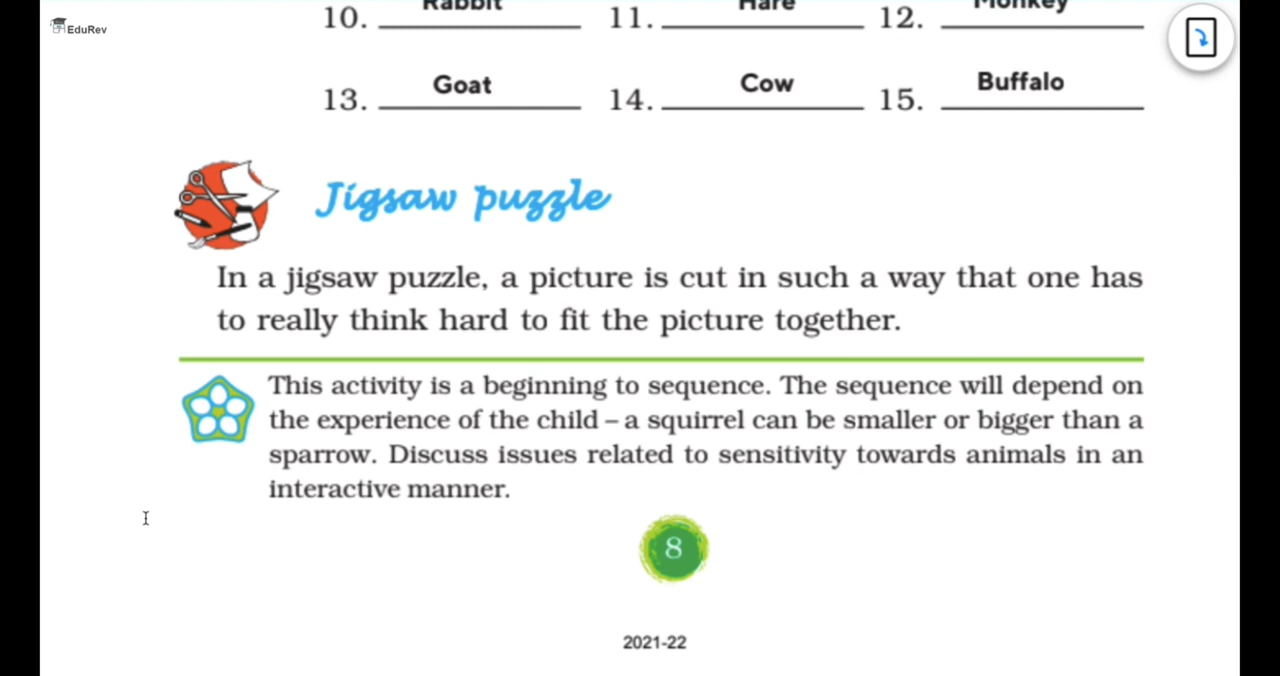 EduRev
10. Rabbit 11. Hare 12. Monkey
13. Goat 14. Cow 15. Buffalo
Jigsaw puzzle
In a jigsaw puzzle, a picture is cut in such a way that one has
to really think hard to fit the picture together.
This activity is a beginning to sequence. The sequence will depend on
the experience of the child – a squirrel can be smaller or bigger than a
sparrow. Discuss issues related to sensitivity towards animals in an
interactive manner.
8
2021-22